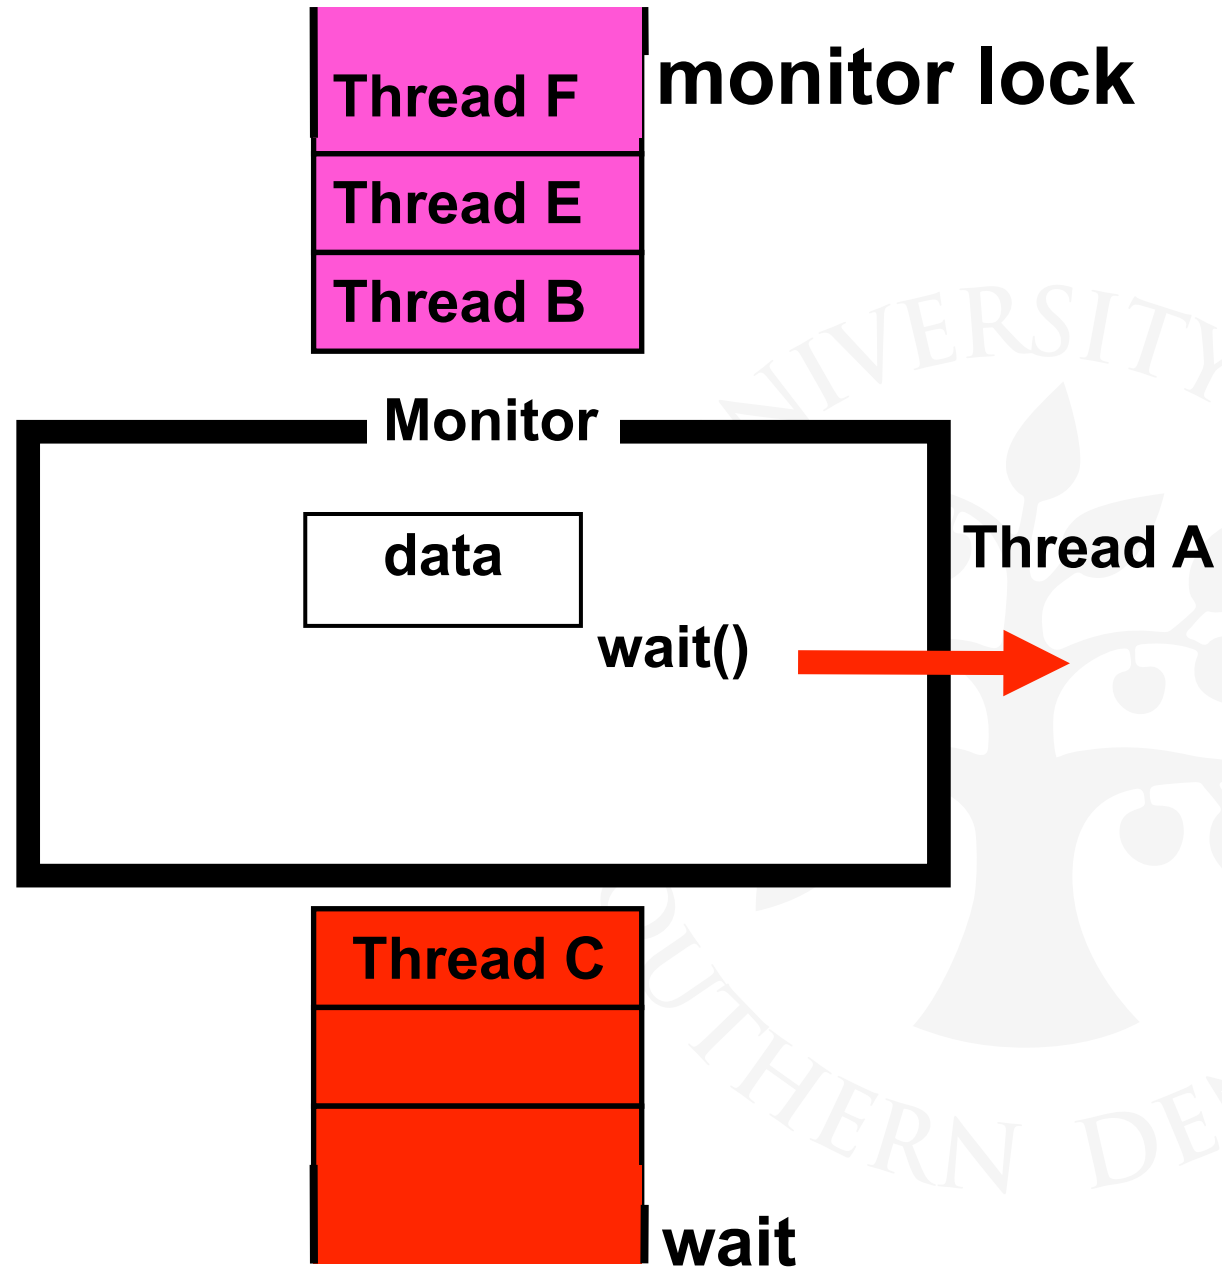 monitor lock
Thread F
Thread E
Thread B
Monitor
data
Thread A
wait()
Thread C
wait